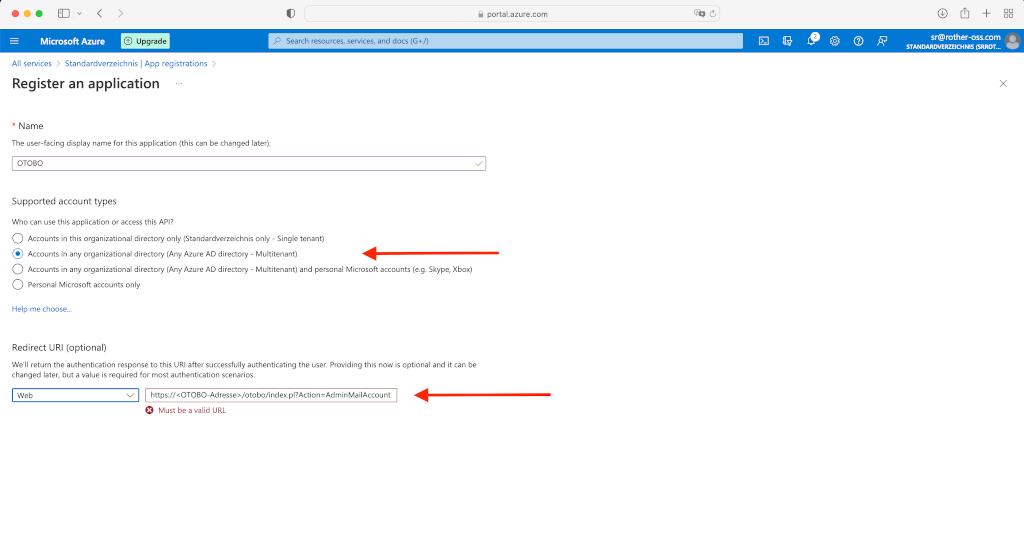 portal.azure.com
Microsoft Azure
Upgrade
Search resources, services, and docs (G+/)
2
sr@rother-oss.com
STANDARDVERZEICHNIS (SRROT...
All services > Standardverzeichnis | App registrations >
Register an application ...
* Name
The user-facing display name for this application (this can be changed later).
OTOBO
Supported account types
Who can use this application or access this API?
Accounts in this organizational directory only (Standardverzeichnis only - Single tenant)
Accounts in any organizational directory (Any Azure AD directory - Multitenant)
Accounts in any organizational directory (Any Azure AD directory - Multitenant) and personal Microsoft accounts (e.g. Skype, Xbox)
Personal Microsoft accounts only
Help me choose...
Redirect URI (optional)
We'll return the authentication response to this URI after successfully authenticating the user. Providing this now is optional and it can be
changed later, but a value is required for most authentication scenarios.
Web
https://<OTOBO-Adresse>/otobo/index.pl?Action=AdminMailAccount
Must be a valid URL